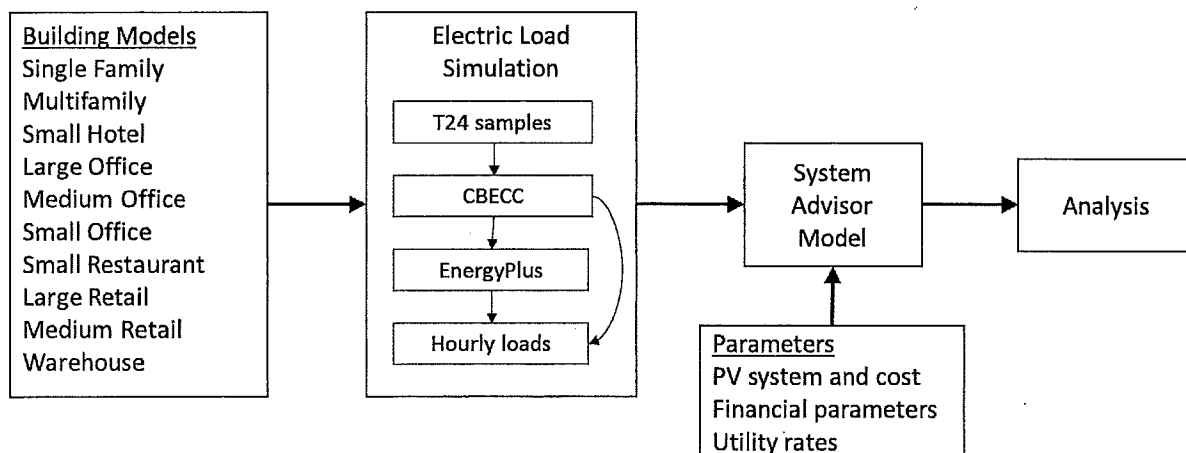 Building Models
Single Family
Multifamily
Small Hotel
Large Office
Medium Office
Small Office
Small Restaurant
Large Retail
Medium Retail
Warehouse
Electric Load
Simulation
T24 samples
CBECC
EnergyPlus
Hourly loads
System
Advisor
Model
Analysis
Parameters
PV system and cost
Financial parameters
Utility rates